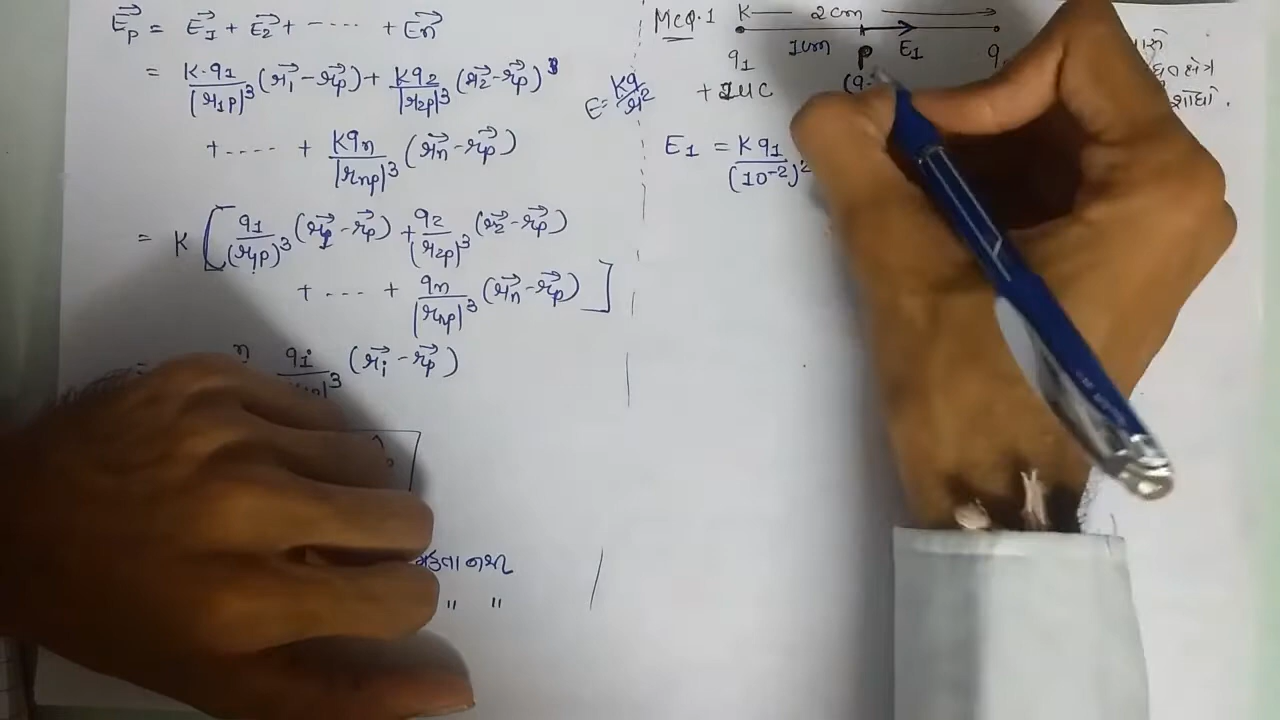 E⃗p = E⃗1 + E⃗2 + ----- + E⃗n
= K·q1/|r1p|³ (r⃗1 - r⃗p) + Kq2/|r2p|³ (r⃗2 - r⃗p)
+ ---- + Kqn/|rnp|³ (r⃗n - r⃗p)
= K [ q1/(r1p)³ (r⃗1 - r⃗p) + q2/(r2p|³ (r⃗2 - r⃗p)
+ ---- + qn/|rnp|³ (r⃗n - r⃗p) ]
n qi |³ (r⃗i - r⃗p)
" "
E = Kq/r²
MCQ.1 2cm
1cm P E1
q1 q
+ 1μC (q
E1 = Kq1/(10⁻²)²
ક્ષેત્ર
શોધો.